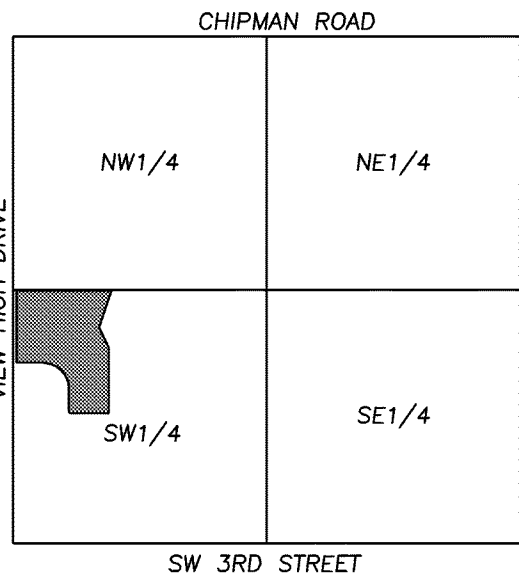 CHIPMAN ROAD
NW1/4
NE1/4
VIEW HIGH DRIVE
SW1/4
SE1/4
SW 3RD STREET